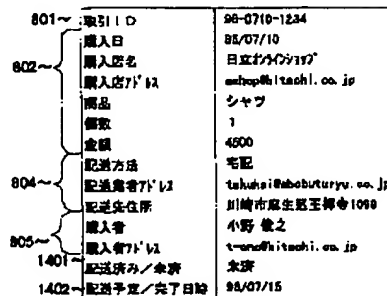 801 取引ID 98-0710-1234
購入日 98/07/10
802 購入店名 日立オンラインショップ
購入店アドレス eshop@hitachi.co.jp
商品 シャツ
個数 1
金額 4500
配送方法 宅配
804 配送業者アドレス
配送先住所 川崎市麻生区王禅寺1099
購入者 小野 俊之
805 購入者アドレス t-ono@hitachi.co.jp
1401 配送済み/未済 未済
1402 配送予定/完了日時 98/07/15